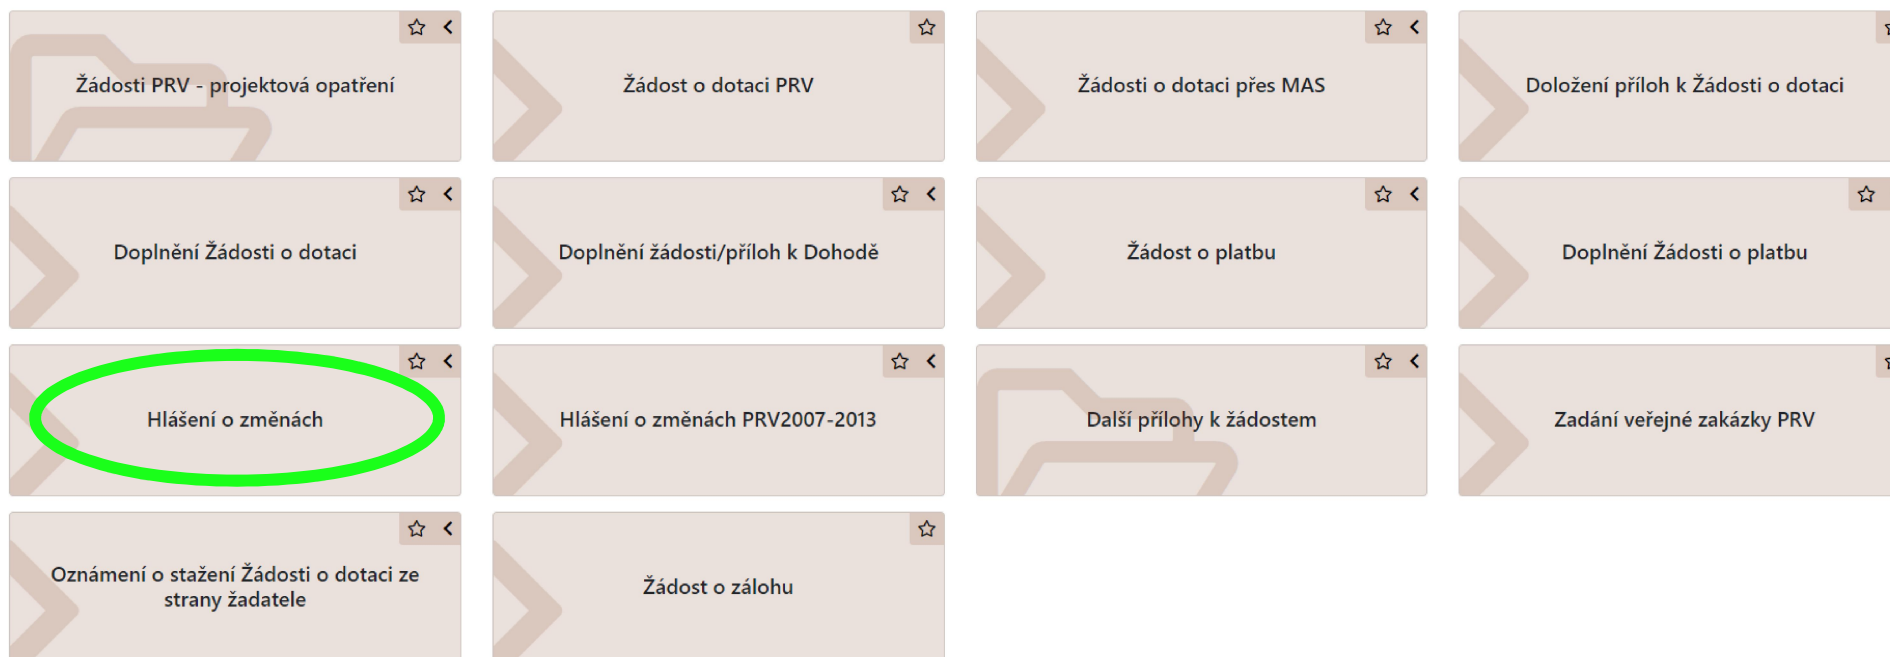 Žádosti PRV - projektová opatření
Žádost o dotaci PRV
Žádosti o dotaci přes MAS
Doložení příloh k Žádosti o dotaci
Doplnění Žádosti o dotaci
Doplnění žádosti/příloh k Dohodě
Žádost o platbu
Doplnění Žádosti o platbu
Hlášení o změnách
Hlášení o změnách PRV2007-2013
Další přílohy k žádostem
Zadání veřejné zakázky PRV
Oznámení o stažení Žádosti o dotaci ze
strany žadatele
Žádost o zálohu